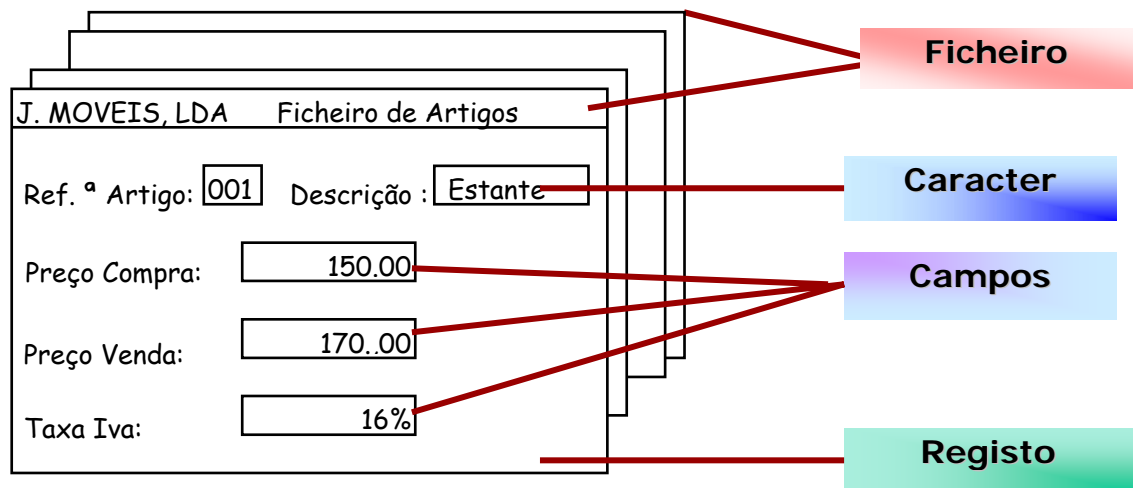 Ficheiro
J. MOVEIS, LDA Ficheiro de Artigos
Ref. ª Artigo: 001 Descrição : Estante
Caracter
Preço Compra: 150.00
Campos
Preço Venda: 170..00
Taxa Iva: 16%
Registo